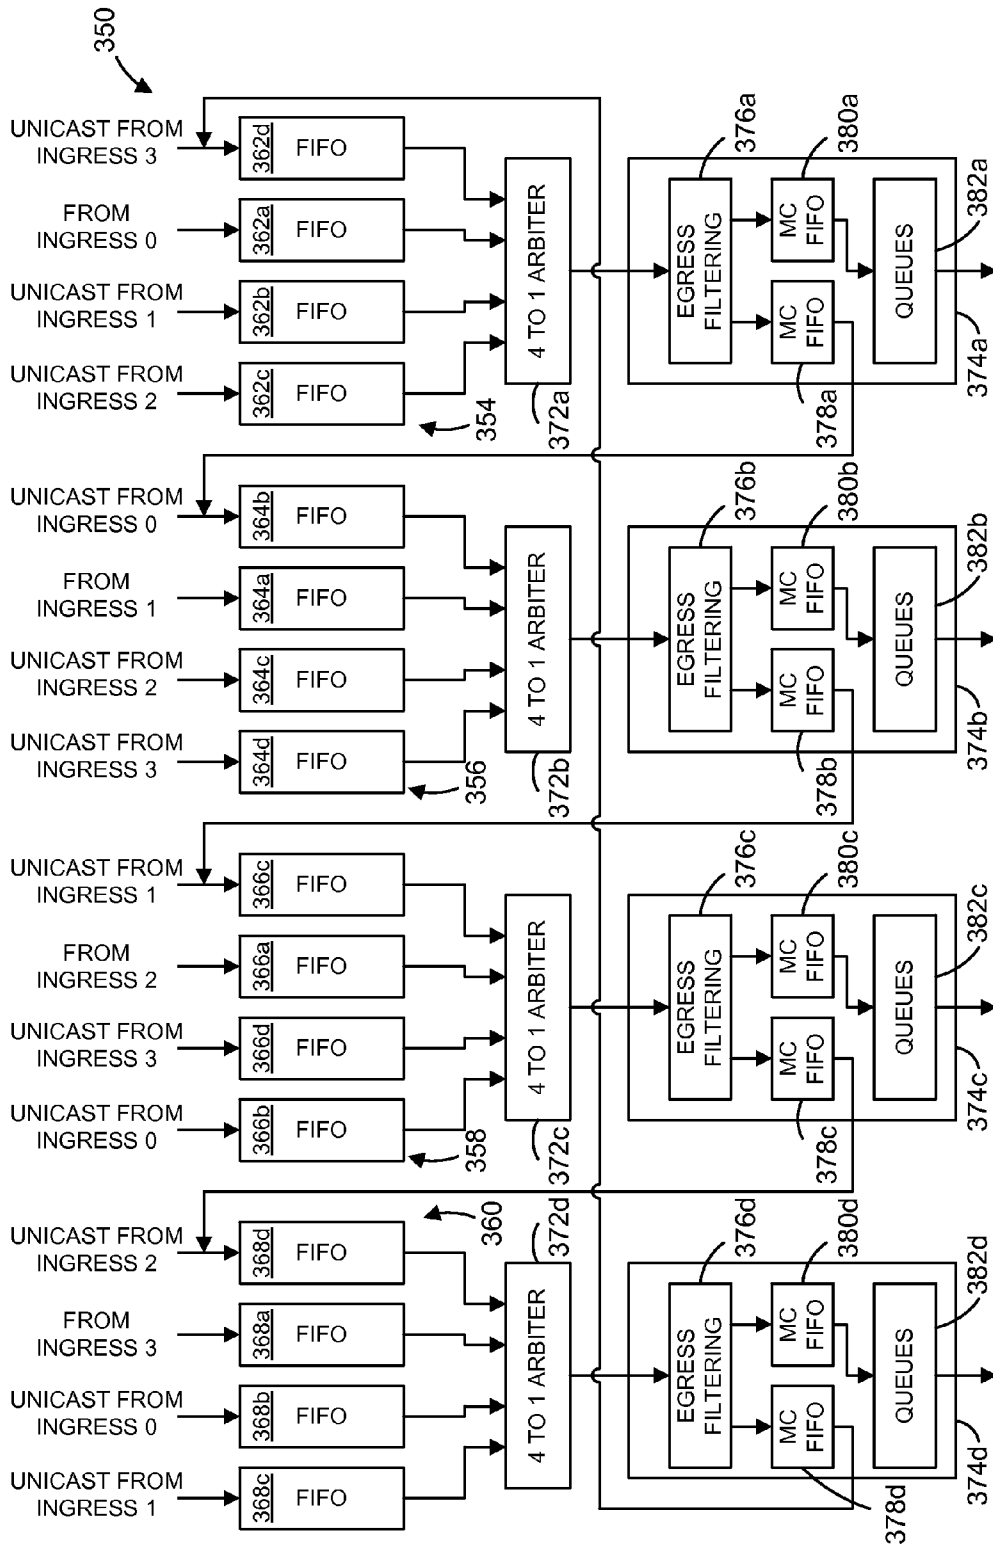 350
UNICAST FROM
INGRESS 3
362d
FIFO
FROM
INGRESS 0
362a
FIFO
UNICAST FROM
INGRESS 1
362b
FIFO
UNICAST FROM
INGRESS 2
362c
FIFO
354
4 TO 1 ARBITER
372a
EGRESS
FILTERING
376a
MC
FIFO
380a
MC
FIFO
378a
QUEUES
382a
374a
UNICAST FROM
INGRESS 0
364b
FIFO
FROM
INGRESS 1
364a
FIFO
UNICAST FROM
INGRESS 2
364c
FIFO
UNICAST FROM
INGRESS 3
364d
FIFO
356
4 TO 1 ARBITER
372b
EGRESS
FILTERING
376b
MC
FIFO
380b
MC
FIFO
378b
QUEUES
382b
374b
UNICAST FROM
INGRESS 1
366c
FIFO
FROM
INGRESS 2
366a
FIFO
UNICAST FROM
INGRESS 3
366d
FIFO
UNICAST FROM
INGRESS 0
366b
FIFO
358
4 TO 1 ARBITER
372c
EGRESS
FILTERING
376c
MC
FIFO
380c
MC
FIFO
378c
QUEUES
382c
374c
UNICAST FROM
INGRESS 2
368d
FIFO
FROM
INGRESS 3
368a
FIFO
UNICAST FROM
INGRESS 0
368b
FIFO
UNICAST FROM
INGRESS 1
368c
FIFO
360
4 TO 1 ARBITER
372d
EGRESS
FILTERING
376d
MC
FIFO
380d
MC
FIFO
378d
QUEUES
382d
374d